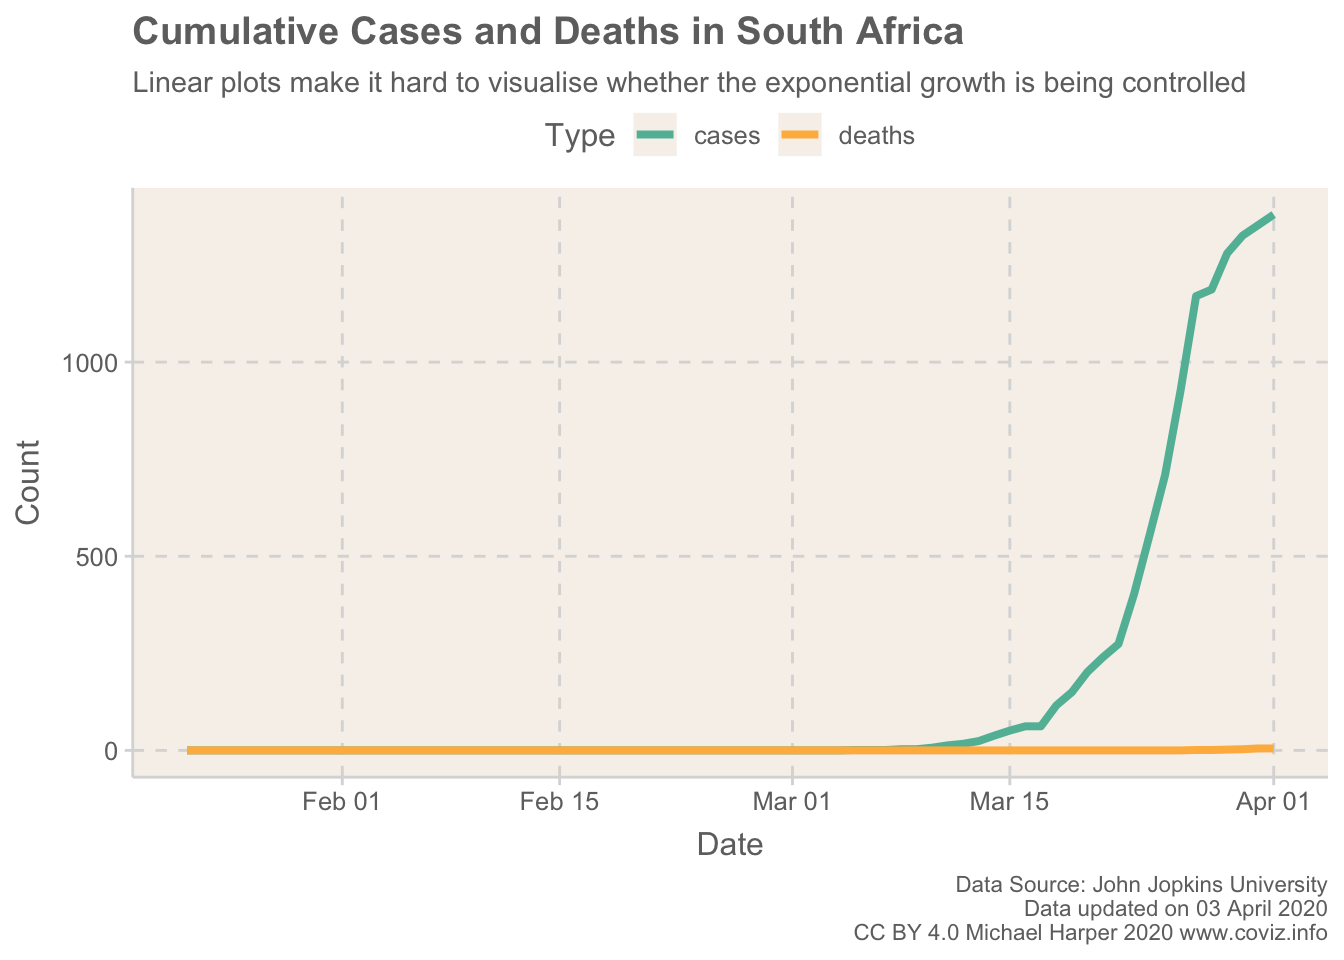 Cumulative Cases and Deaths in South Africa
Linear plots make it hard to visualise whether the exponential growth is being controlled
Type cases deaths
1000
500
0
Count
Feb 01 Feb 15 Mar 01 Mar 15 Apr 01
Date
Data Source: John Jopkins University
Data updated on 03 April 2020
CC BY 4.0 Michael Harper 2020 www.coviz.info